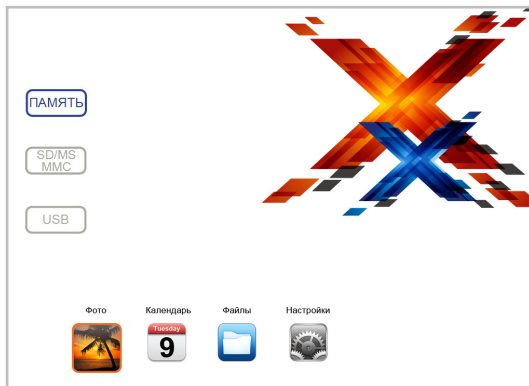 ПАМЯТЬ
SD/MS
MMC
USB
Фото Календарь Файлы Настройки
Tuesday
9